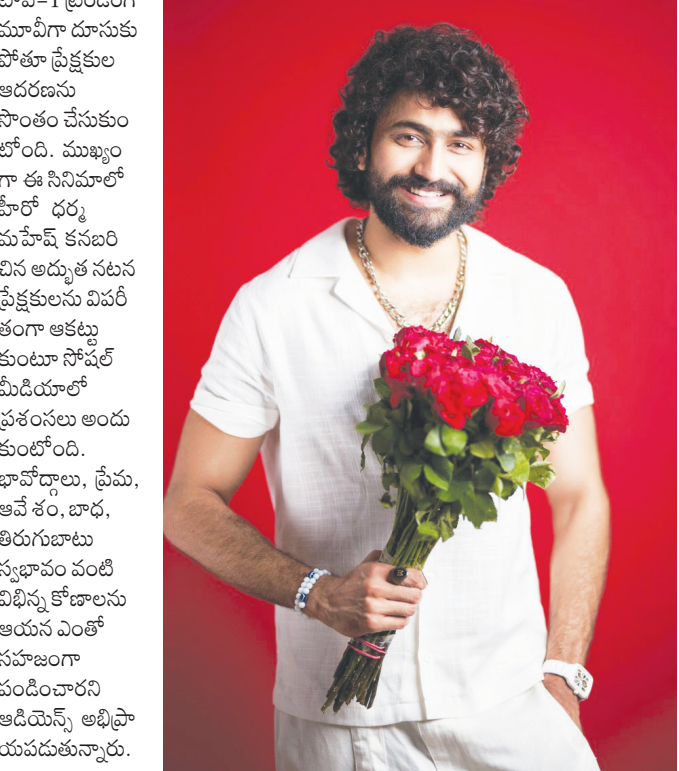 టాప్–1 ట్రెండింగ్
మూవీగా దూసుకు
పోతూ ప్రేక్షకుల
ఆదరణను
సొంతం చేసుకుం
టోంది. ముఖ్యం
గా ఈ సినిమాలో
హీరో ధర్మ
మహేష్ కనబరి
చిన అద్భుత నటన
ప్రేక్షకులను విపరీ
తంగా ఆకట్టు
కుంటూ సోషల్
మీడియాలో
ప్రశంసలు అందు
కుంటోంది.
భావోద్గాలు, ప్రేమ,
ఆవే శం, బాధ,
తిరుగుబాటు
స్వభావం వంటి
విభిన్న కోణాలను
ఆయన ఎంతో
సహజంగా
పండించారని
ఆడియెన్స్ అభిప్రా
యపడుతున్నారు.